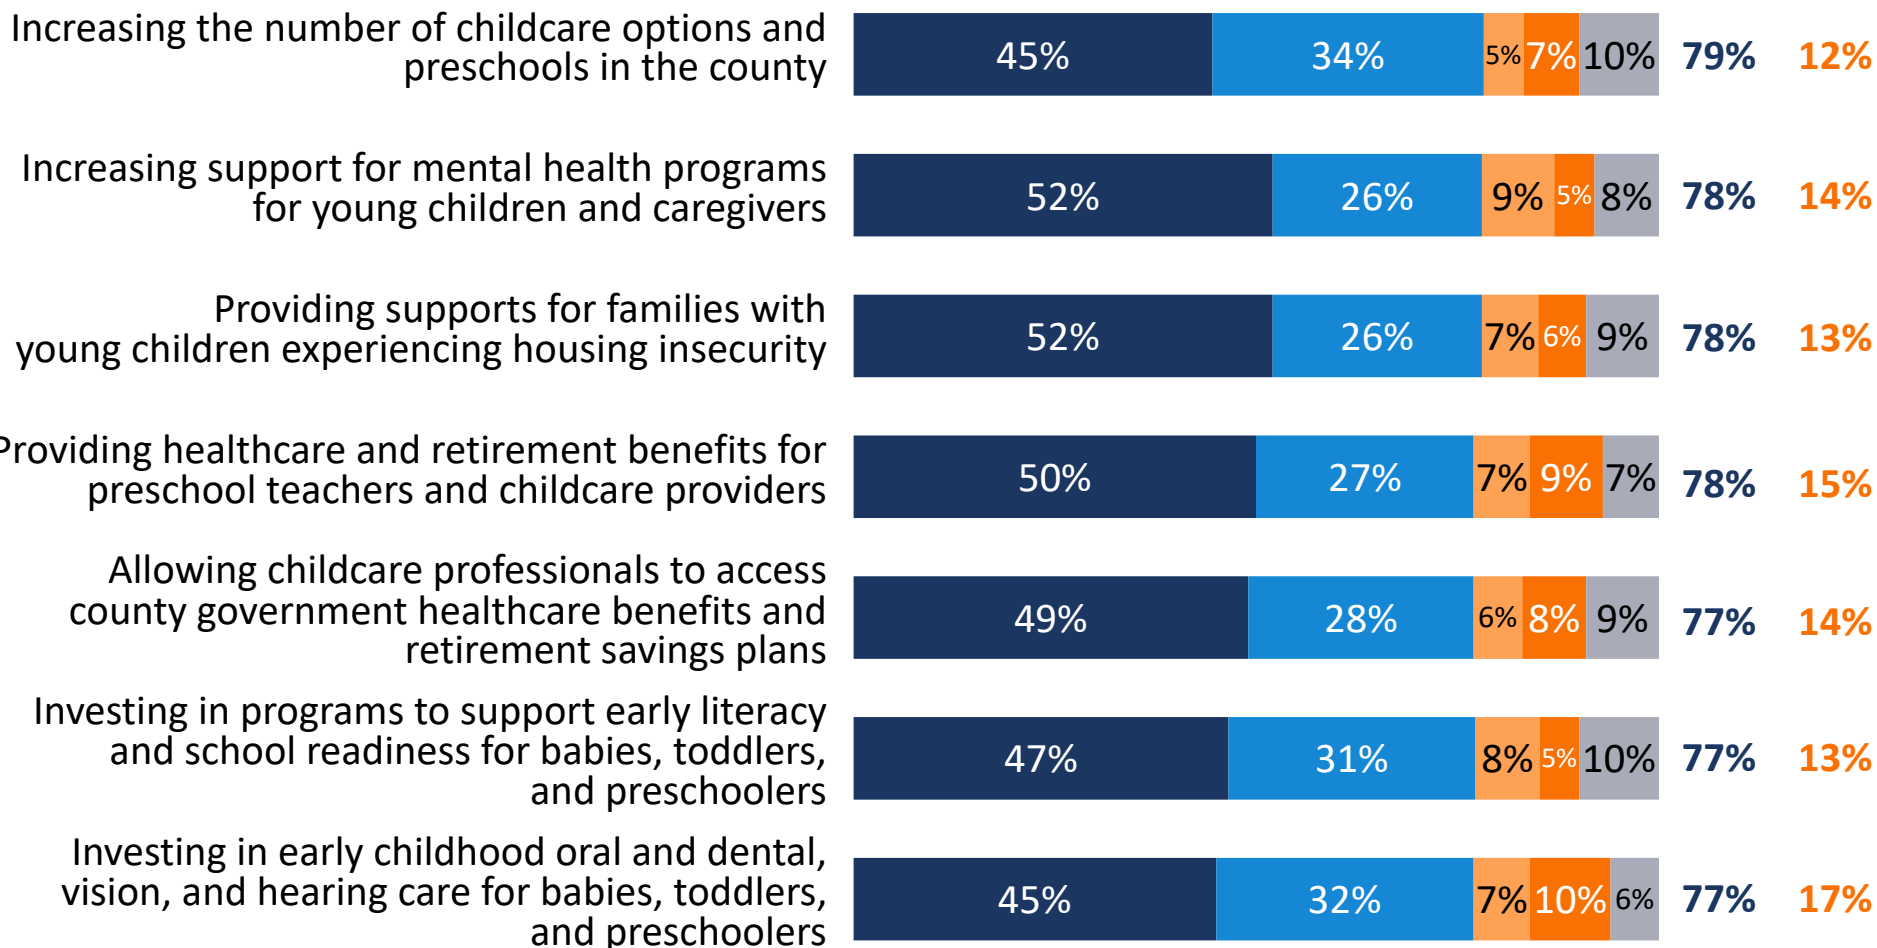 Increasing the number of childcare options and
preschools in the county
45% 34% 5% 7% 10% 79% 12%
Increasing support for mental health programs
for young children and caregivers
52% 26% 9% 5% 8% 78% 14%
Providing supports for families with
young children experiencing housing insecurity
52% 26% 7% 6% 9% 78% 13%
Providing healthcare and retirement benefits for
preschool teachers and childcare providers
50% 27% 7% 9% 7% 78% 15%
Allowing childcare professionals to access
county government healthcare benefits and
retirement savings plans
49% 28% 6% 8% 9% 77% 14%
Investing in programs to support early literacy
and school readiness for babies, toddlers,
and preschoolers
47% 31% 8% 5% 10% 77% 13%
Investing in early childhood oral and dental,
vision, and hearing care for babies, toddlers,
and preschoolers
45% 32% 7% 10% 6% 77% 17%